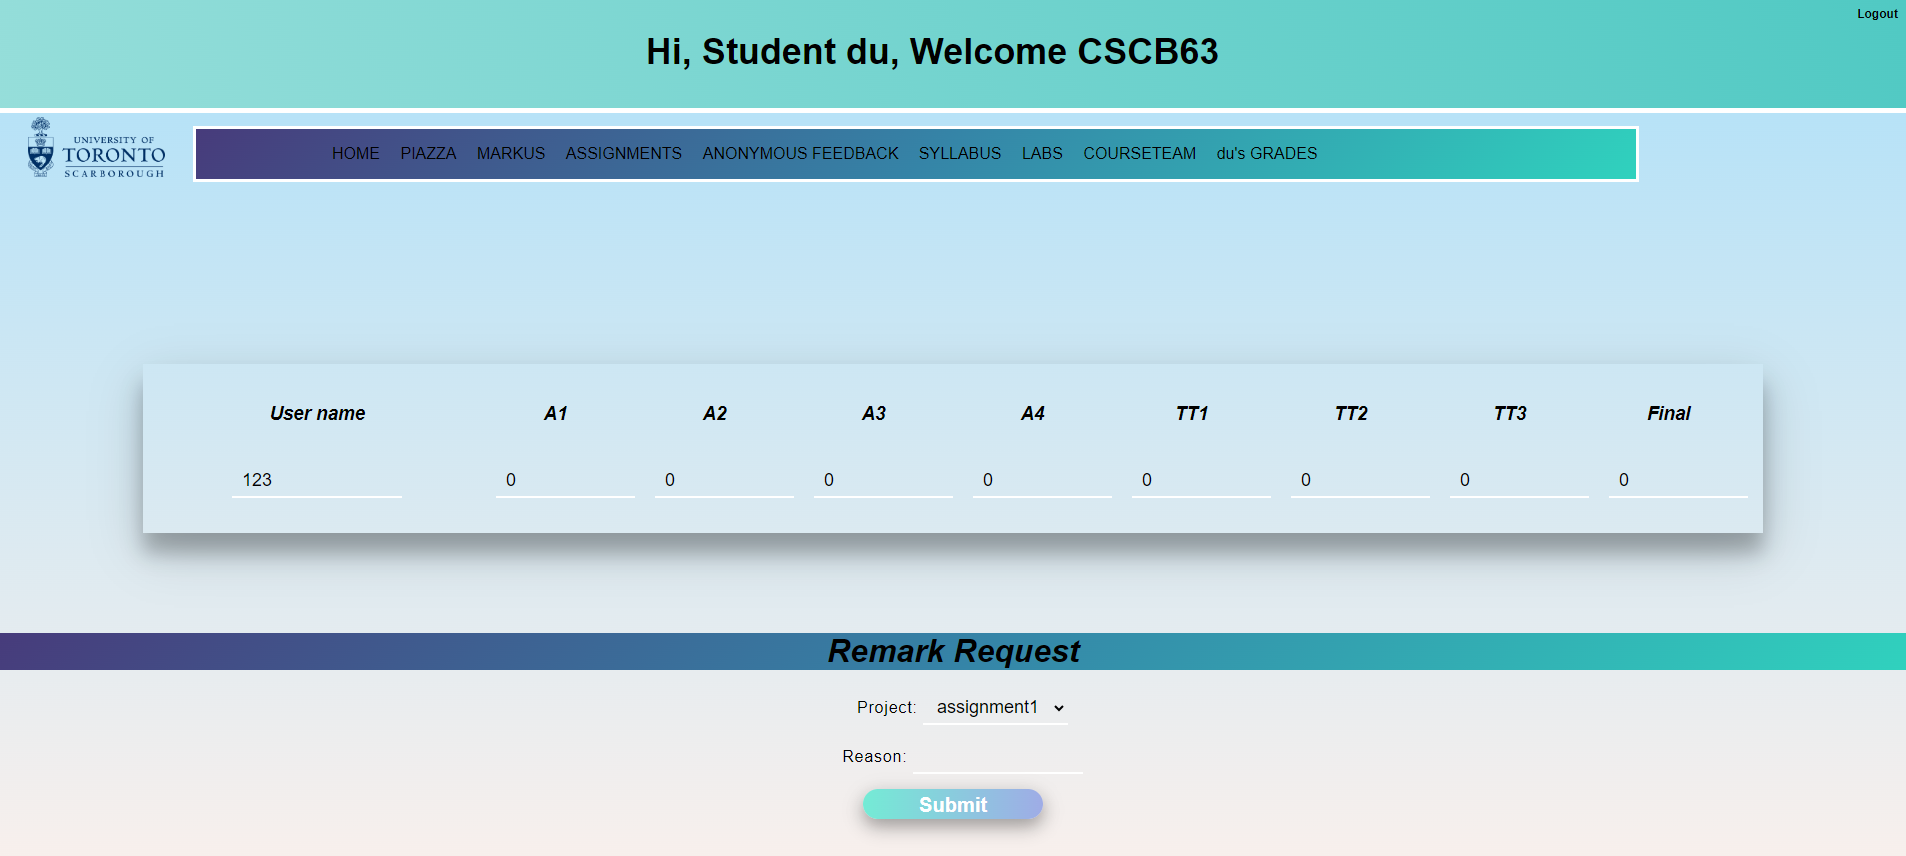 Logout
Hi, Student du, Welcome CSCB63
UNIVERSITY OF
TORONTO
SCARBOROUGH
HOME PIAZZA MARKUS ASSIGNMENTS ANONYMOUS FEEDBACK SYLLABUS LABS COURSETEAM du's GRADES
User name A1 A2 A3 A4 TT1 TT2 TT3 Final
123 0 0 0 0 0 0 0 0
Remark Request
Project: assignment1
Reason:
Submit